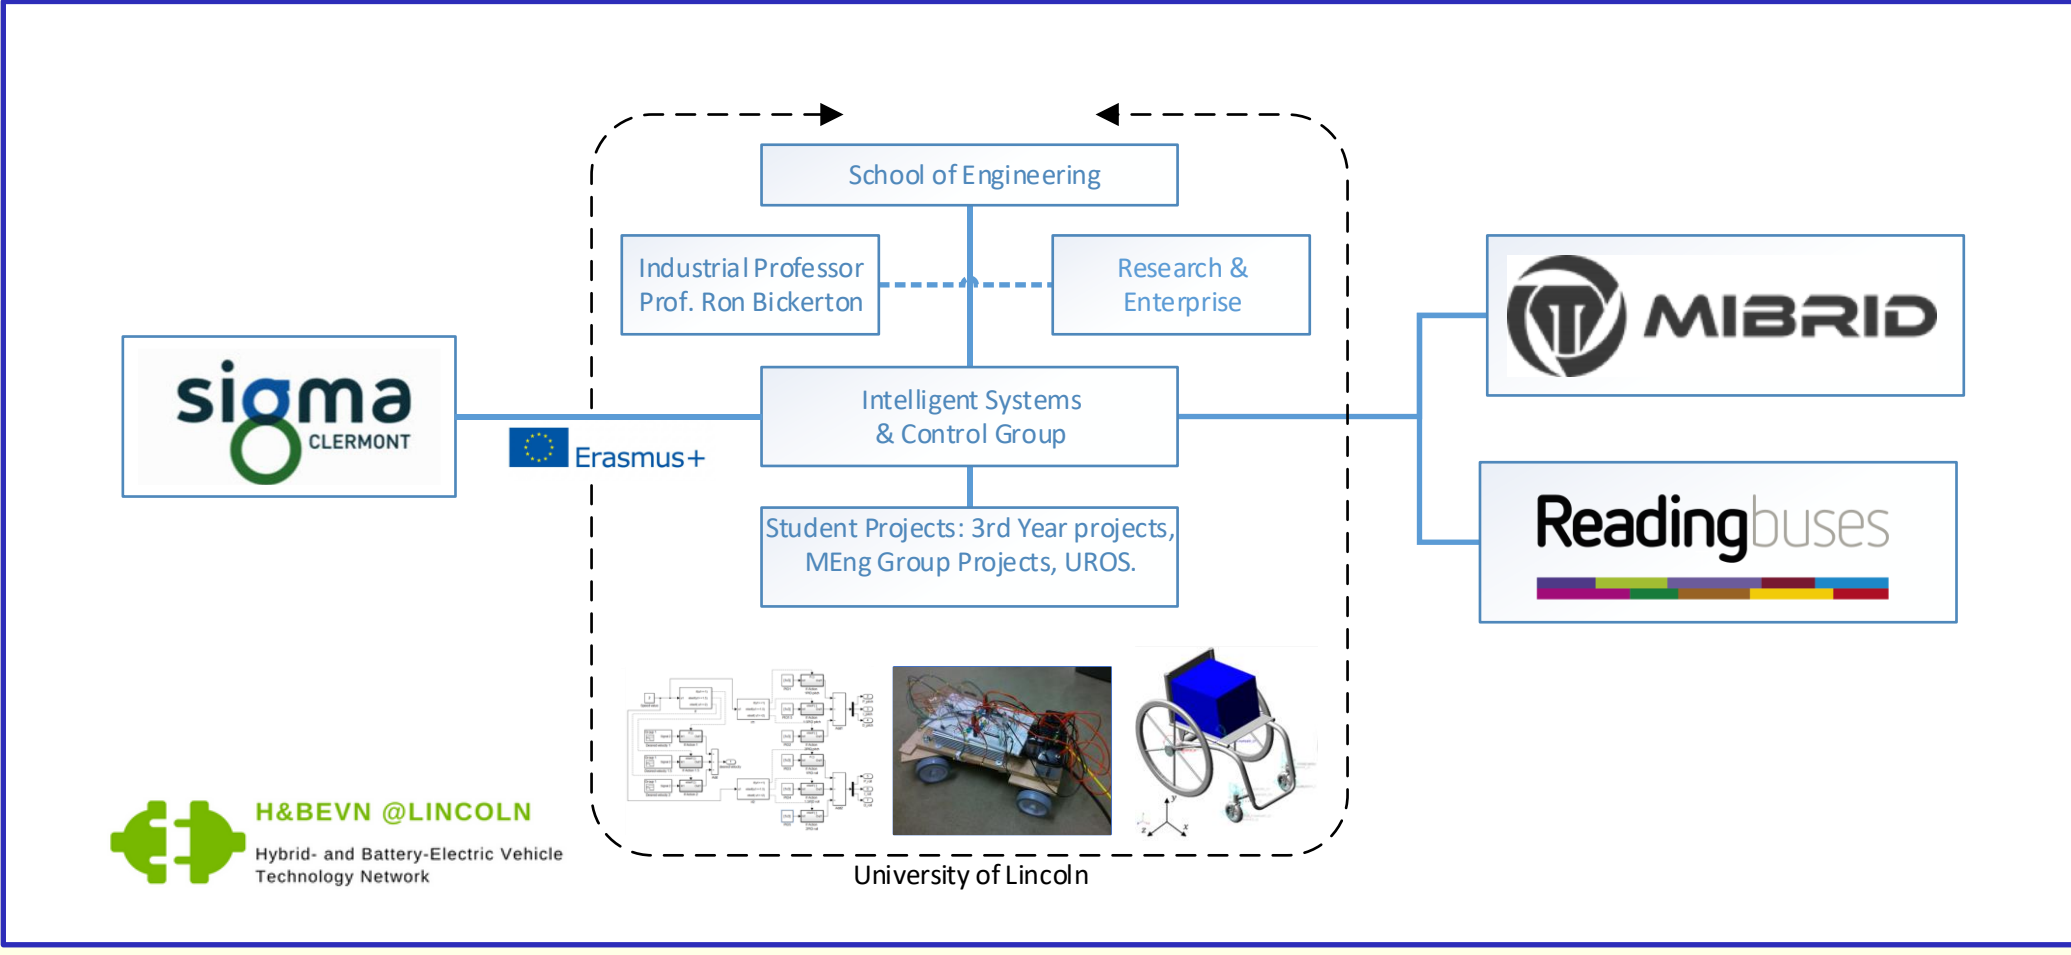 School of Engineering
Industrial Professor
Prof. Ron Bickerton
Research &
Enterprise
sigma
CLERMONT
Erasmus+
Intelligent Systems
& Control Group
MIBRID
Readingbuses
Student Projects: 3rd Year projects,
MEng Group Projects, UROS.
y
z
x
H&BEVN @LINCOLN
Hybrid- and Battery-Electric Vehicle
Technology Network
University of Lincoln